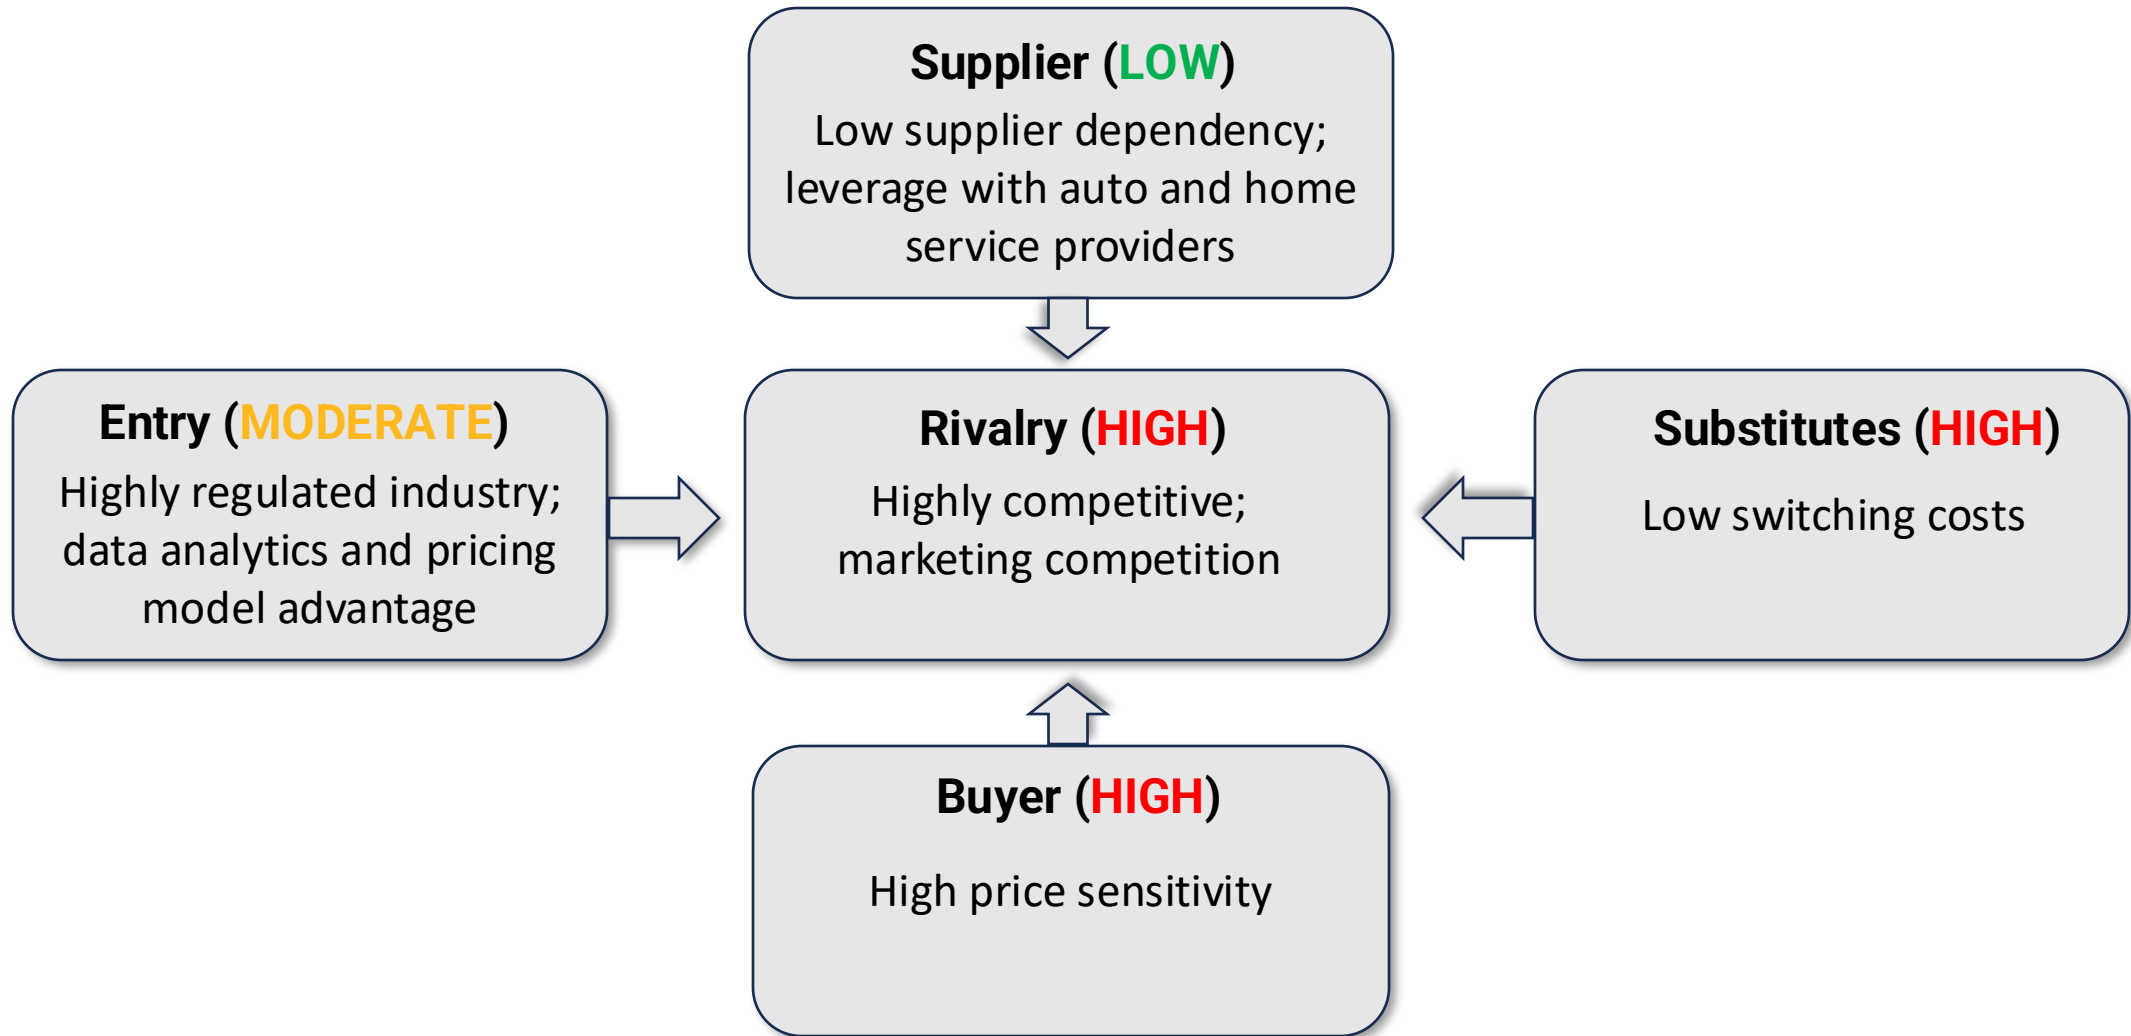 Supplier (LOW)
Low supplier dependency;
leverage with auto and home
service providers
Entry (MODERATE)
Highly regulated industry;
data analytics and pricing
model advantage
Rivalry (HIGH)
Highly competitive;
marketing competition
Substitutes (HIGH)
Low switching costs
Buyer (HIGH)
High price sensitivity